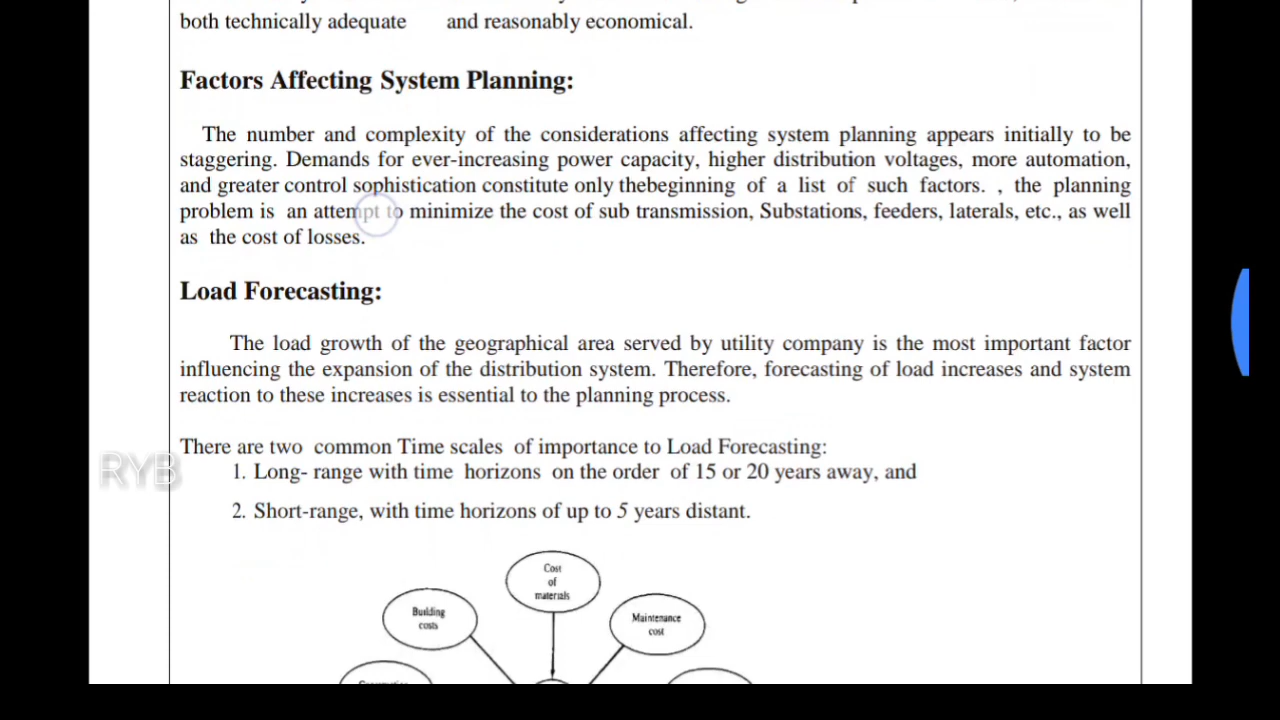 both technically adequate and reasonably economical.
Factors Affecting System Planning:
The number and complexity of the considerations affecting system planning appears initially to be
staggering. Demands for ever-increasing power capacity, higher distribution voltages, more automation,
and greater control sophistication constitute only thebeginning of a list of such factors. , the planning
problem is an attempt to minimize the cost of sub transmission, Substations, feeders, laterals, etc., as well
as the cost of losses.
Load Forecasting:
The load growth of the geographical area served by utility company is the most important factor
influencing the expansion of the distribution system. Therefore, forecasting of load increases and system
reaction to these increases is essential to the planning process.
There are two common Time scales of importance to Load Forecasting:
RYB
1. Long- range with time horizons on the order of 15 or 20 years away, and
2. Short-range, with time horizons of up to 5 years distant.
Cost
of
materials
Building
costs
Maintenance
cost